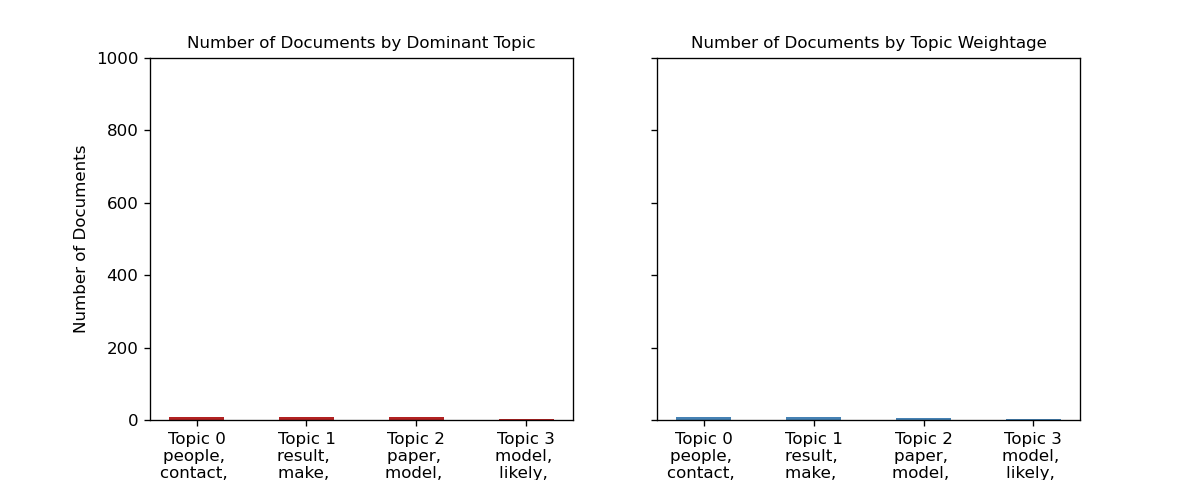 Number of Documents by Dominant Topic
Number of Documents
1000
800
600
400
200
0
Topic 0
people,
contact,
Topic 1
result,
make,
Topic 2
paper,
model,
Topic 3
model,
likely,
Number of Documents by Topic Weightage
Topic 0
people,
contact,
Topic 1
result,
make,
Topic 2
paper,
model,
Topic 3
model,
likely,